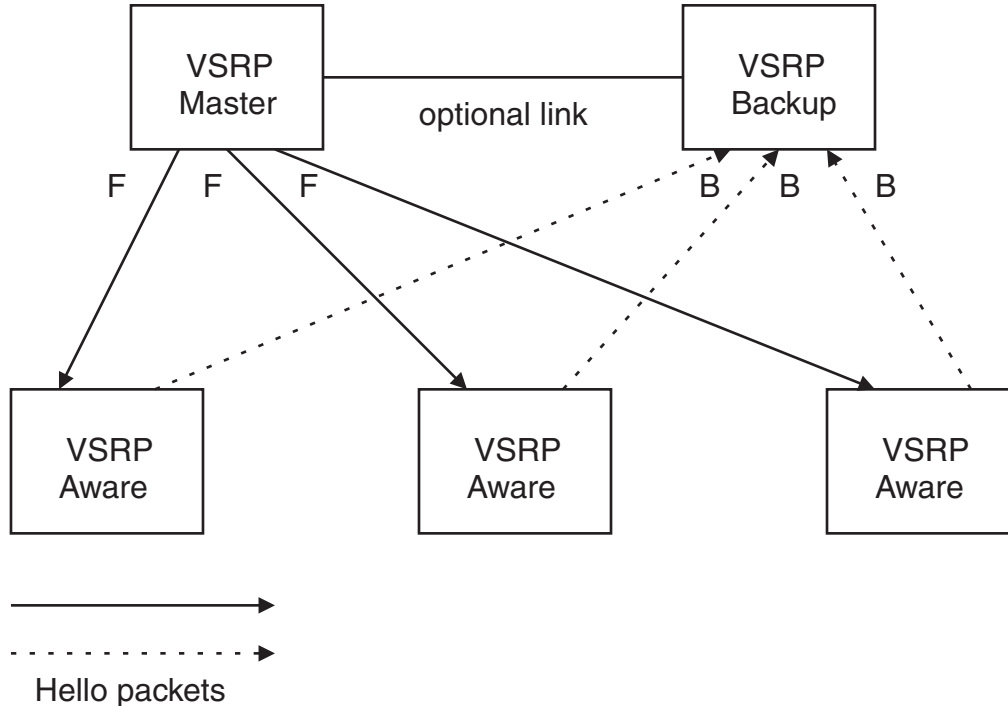 VSRP
Master
VSRP
Backup
optional link
F
F
F
B
B
B
VSRP
Aware
VSRP
Aware
VSRP
Aware
Hello packets